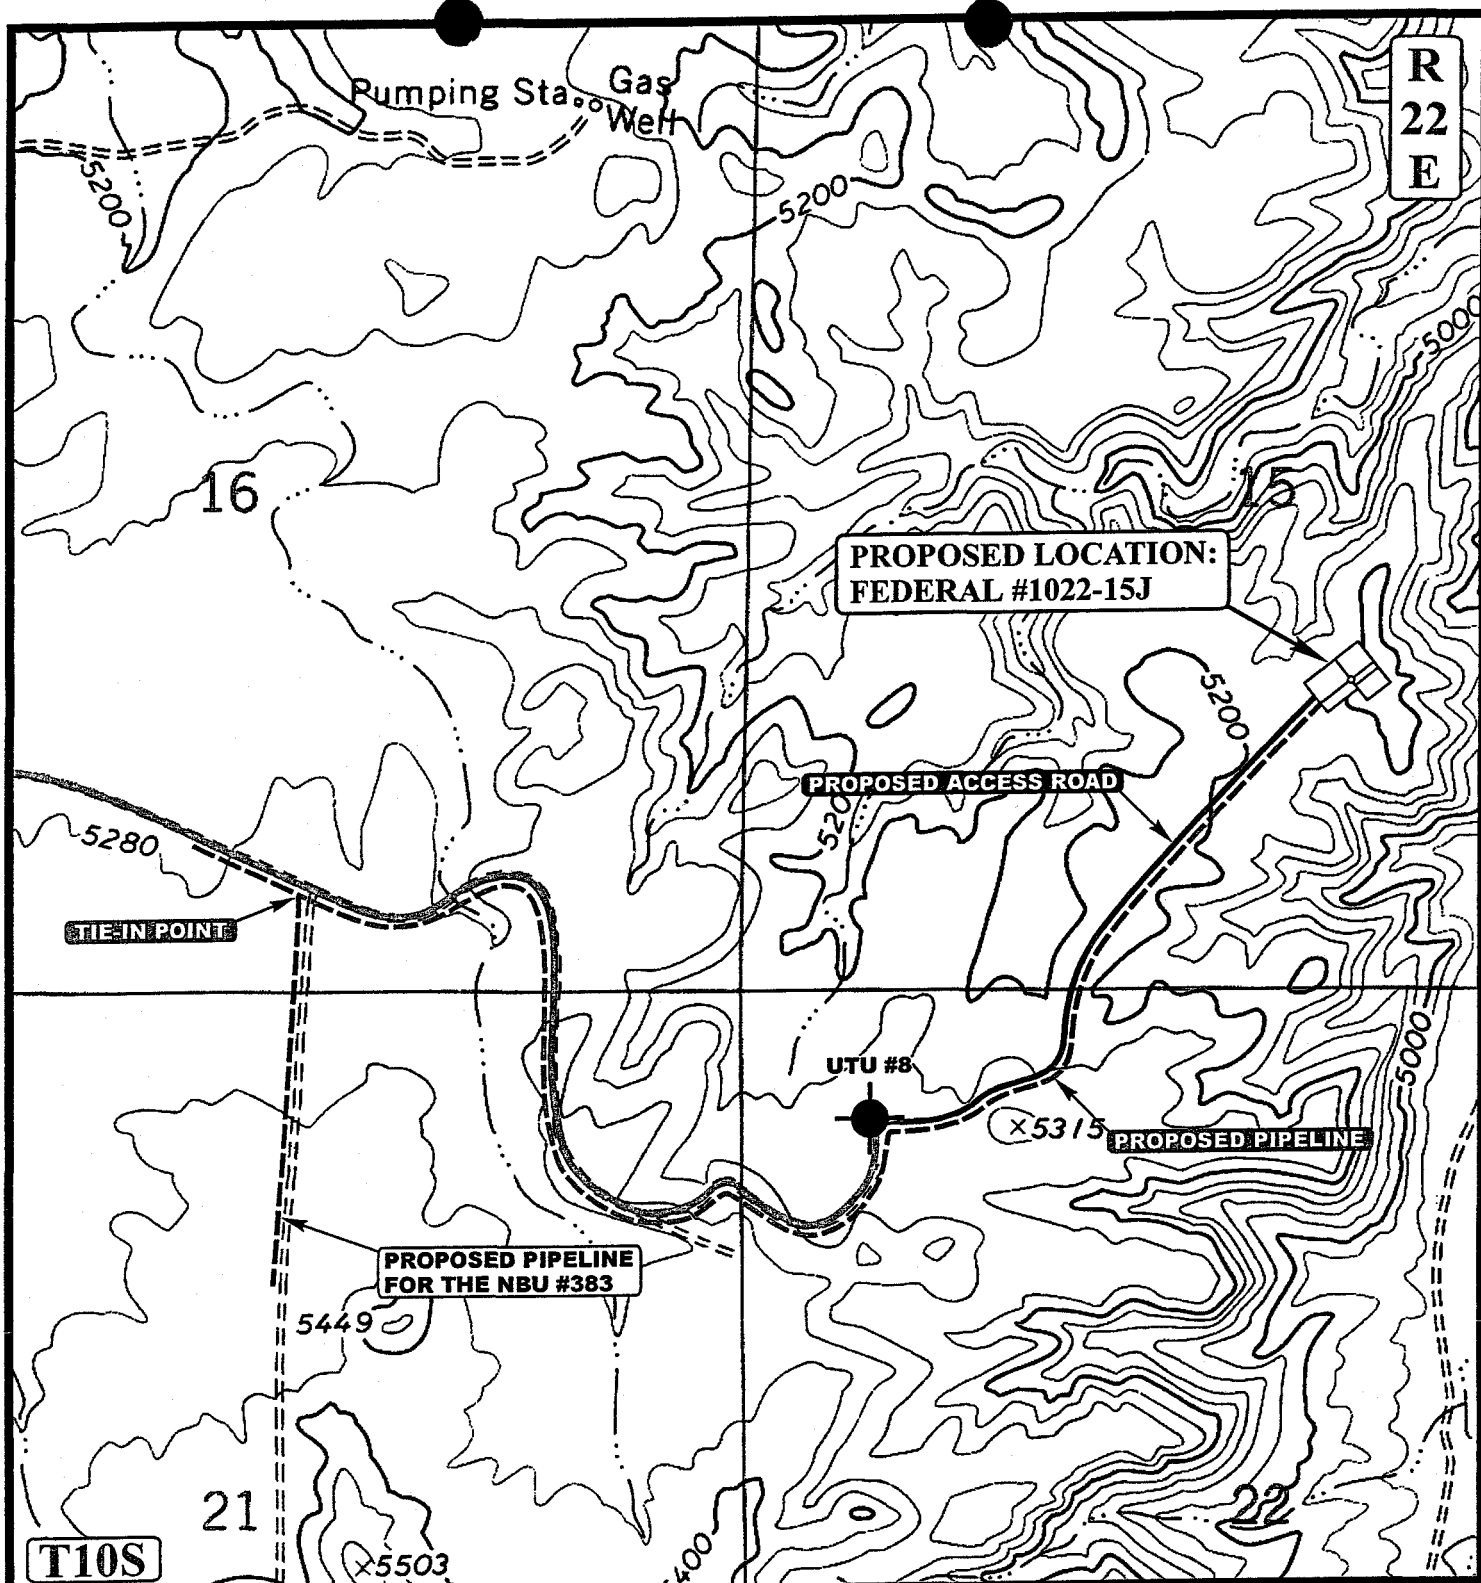 R
22
E
Pumping Sta.
Gas
Well
5200
5200
5000
16
15
PROPOSED LOCATION:
FEDERAL #1022-15J
5200
PROPOSED ACCESS ROAD
5200
5280
TIE-IN POINT
5000
UTU #8
×5315
PROPOSED PIPELINE
PROPOSED PIPELINE
FOR THE NBU #383
5449
21
22
T10S
×5503
5400